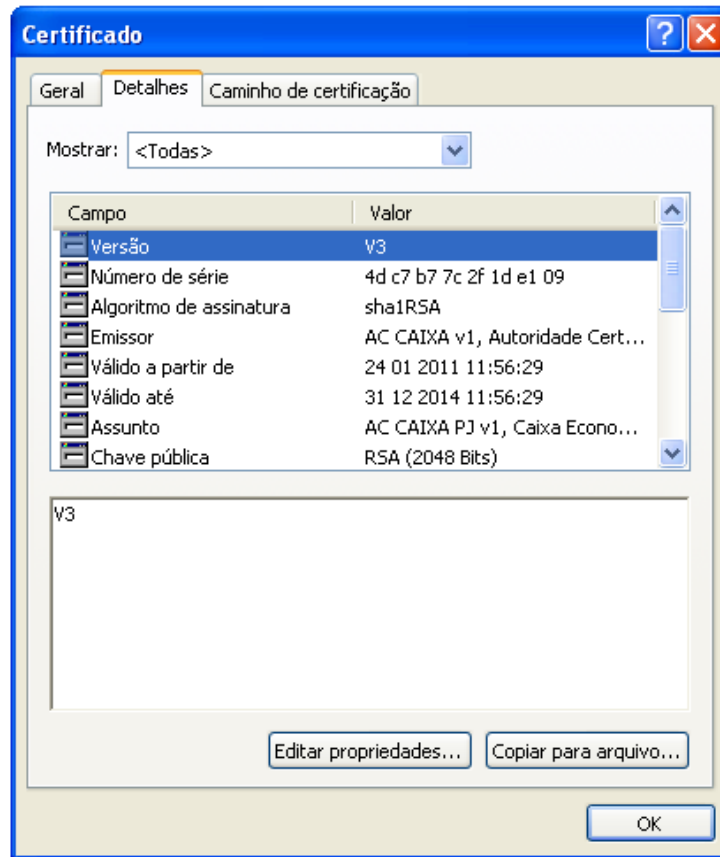 Certificado
Geral Detalhes Caminho de certificação
Mostrar: <Todas>
Campo Valor
Versão V3
Número de série 4d c7 b7 7c 2f 1d e1 09
Algoritmo de assinatura sha1RSA
Emissor AC CAIXA v1, Autoridade Cert...
Válido a partir de 24 01 2011 11:56:29
Válido até 31 12 2014 11:56:29
Assunto AC CAIXA PJ v1, Caixa Econo...
Chave pública RSA (2048 Bits)
V3
Editar propriedades... Copiar para arquivo...
OK